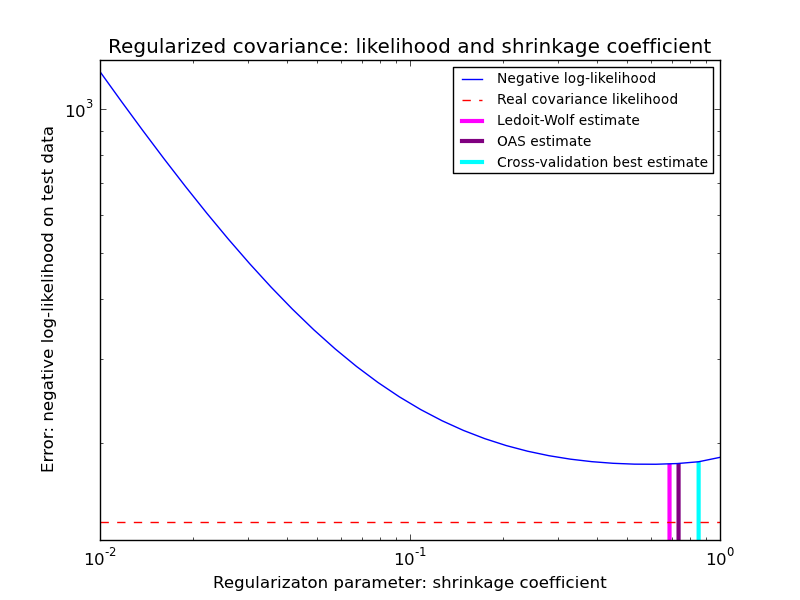 Regularized covariance: likelihood and shrinkage coefficient
Negative log-likelihood
Real covariance likelihood
Ledoit-Wolf estimate
OAS estimate
Cross-validation best estimate
10³
Error: negative log-likelihood on test data
10⁻²
10⁻¹
10⁰
Regularizaton parameter: shrinkage coefficient